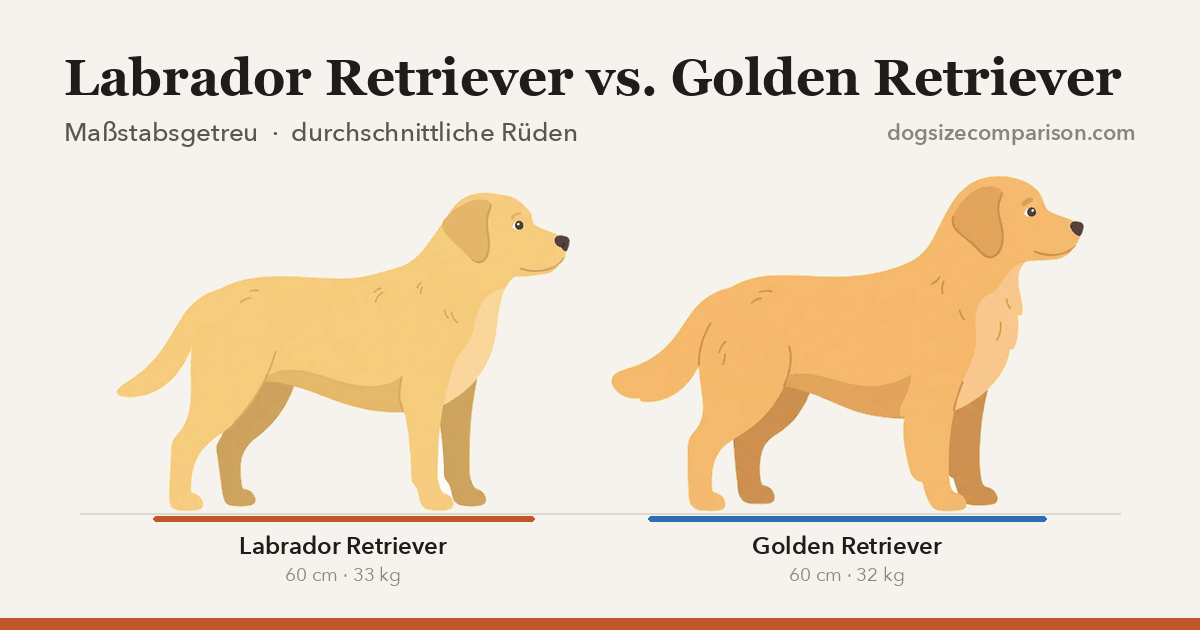 Labrador Retriever vs. Golden Retriever
Maßstabsgetreu · durchschnittliche Rüden
dogsizecomparison.com
Labrador Retriever
60 cm · 33 kg
Golden Retriever
60 cm · 32 kg